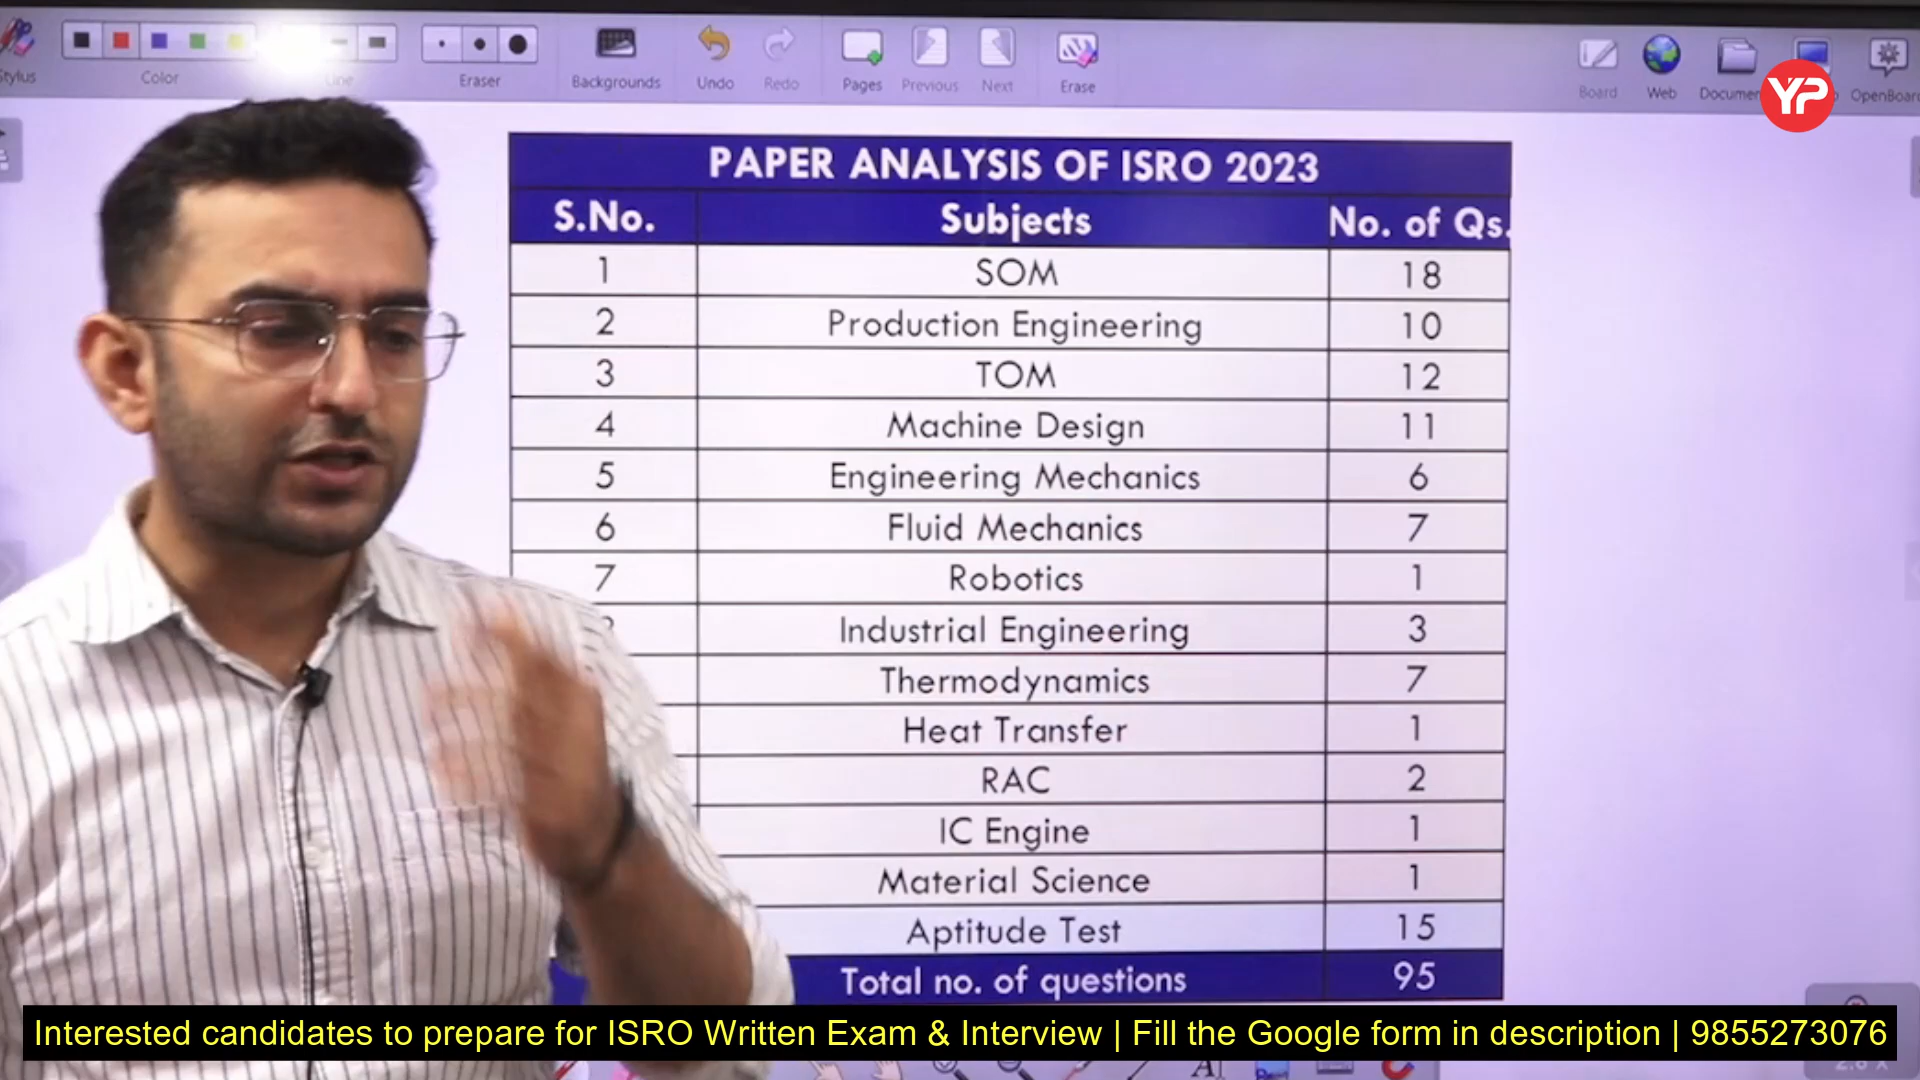 Stylus
Color
Line
Eraser
Backgrounds
Undo
Redo
Pages
Previous
Next
Erase
Board
Web
OpenBoard
YP
PAPER ANALYSIS OF ISRO 2023
S.No. Subjects No. of Qs.
1 SOM 18
2 Production Engineering 10
3 TOM 12
4 Machine Design 11
5 Engineering Mechanics 6
6 Fluid Mechanics 7
7 Robotics 1
Industrial Engineering 3
Thermodynamics 7
Heat Transfer 1
RAC 2
IC Engine 1
Material Science 1
Aptitude Test 15
Total no. of questions 95
Interested candidates to prepare for ISRO Written Exam & Interview | Fill the Google form in description | 9855273076